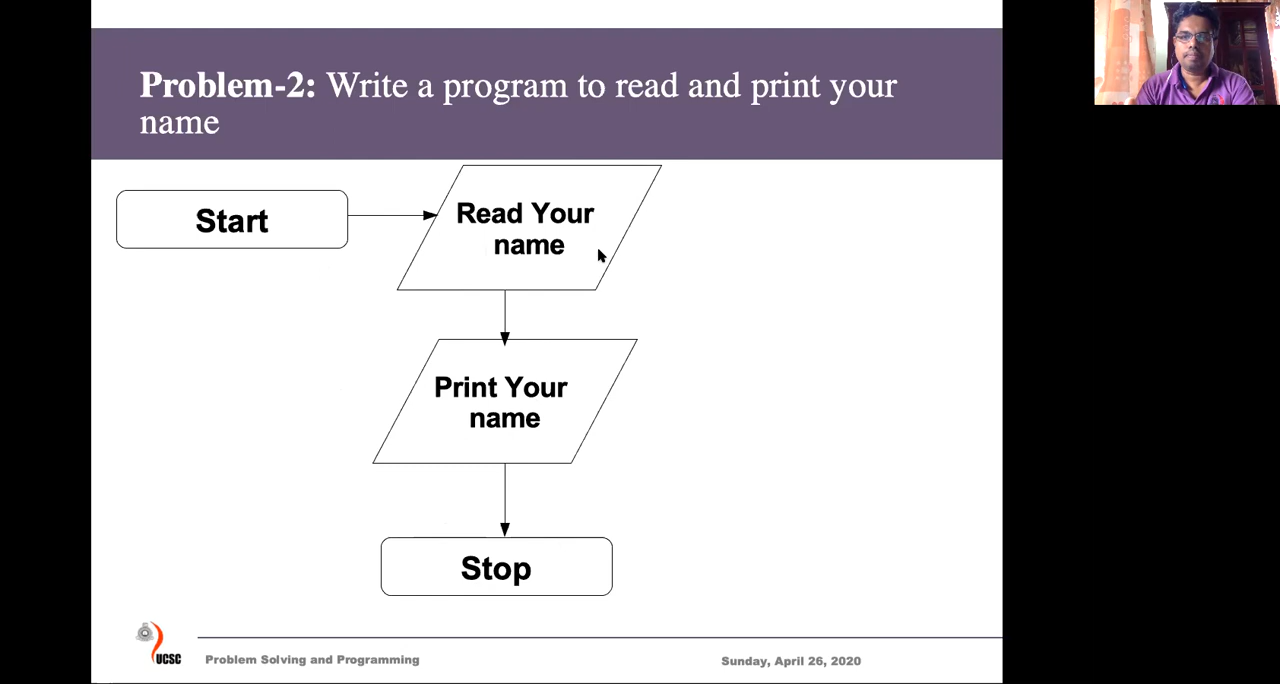 Problem-2: Write a program to read and print your
name
Start
Read Your
name
Print Your
name
Stop
UCSC
Problem Solving and Programming
Sunday, April 26, 2020